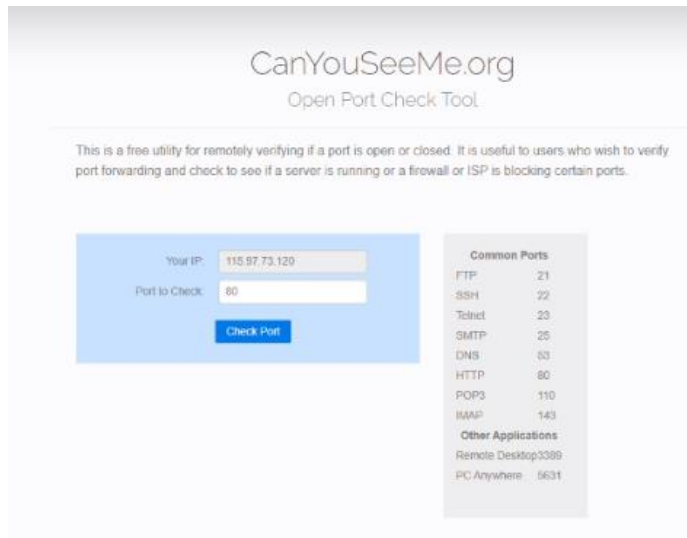 CanYouSeeMe.org
Open Port Check Tool
This is a free utility for remotely verifying if a port is open or closed. It is useful to users who wish to verify
port forwarding and check to see if a server is running or a firewall or ISP is blocking certain ports.
Your IP: 115.97.73.120
Port to Check: 80
Check Port
Common Ports
FTP 21
SSH 22
Telnet 23
SMTP 25
DNS 53
HTTP 80
POP3 110
IMAP 143
Other Applications
Remote Desktop3389
PC Anywhere 5631